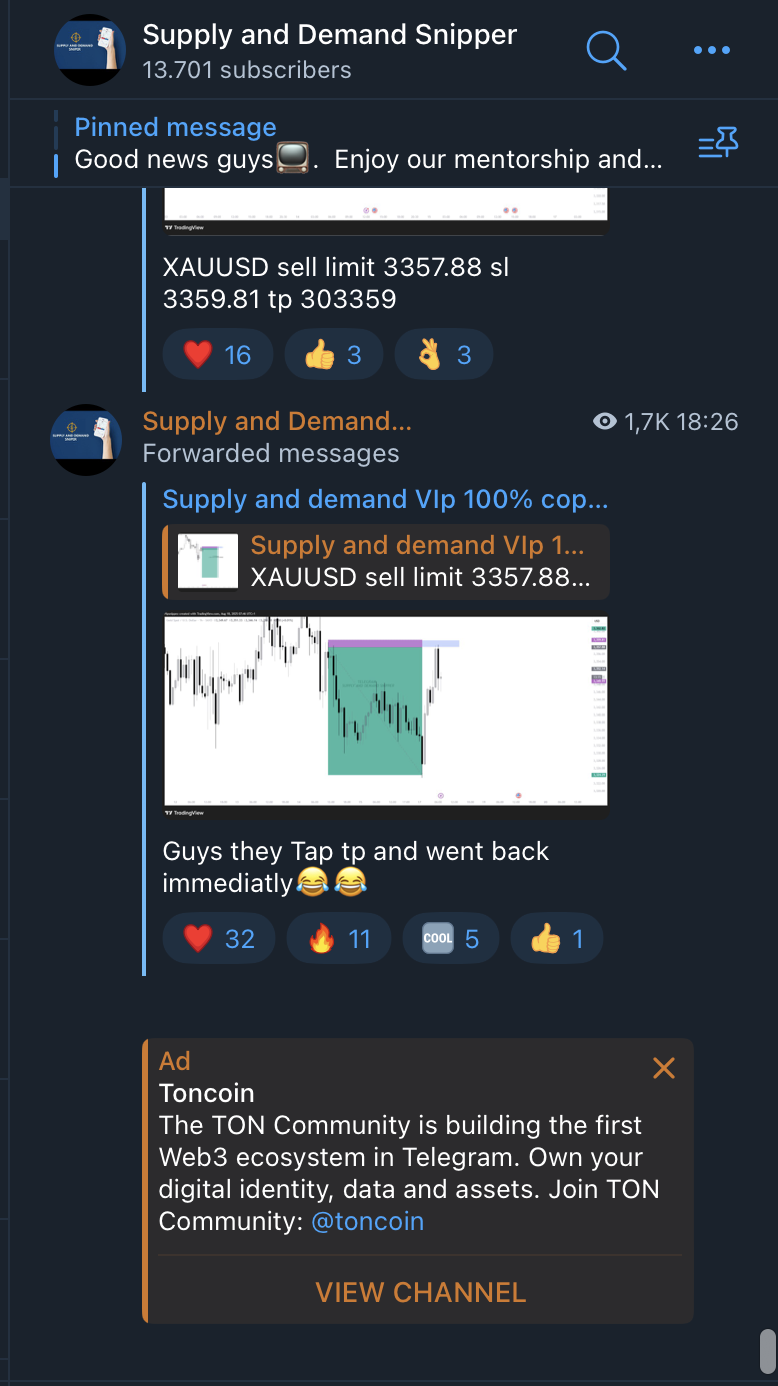 Supply and Demand Snipper
13.701 subscribers
Pinned message
Good news guys📺.  Enjoy our mentorship and...
TradingView
XAUUSD sell limit 3357.88 sl
3359.81 tp 303359
❤️ 16 👍 3 👌 3
Supply and Demand...
1,7K 18:26
Forwarded messages
Supply and demand VIp 100% cop...
Supply and demand VIp 1...
XAUUSD sell limit 3357.88...
TradingView
Guys they Tap tp and went back
immediatly😂😂
❤️ 32 🔥 11 🆒 5 👍 1
Ad
Toncoin
The TON Community is building the first
Web3 ecosystem in Telegram. Own your
digital identity, data and assets. Join TON
Community: @toncoin
VIEW CHANNEL